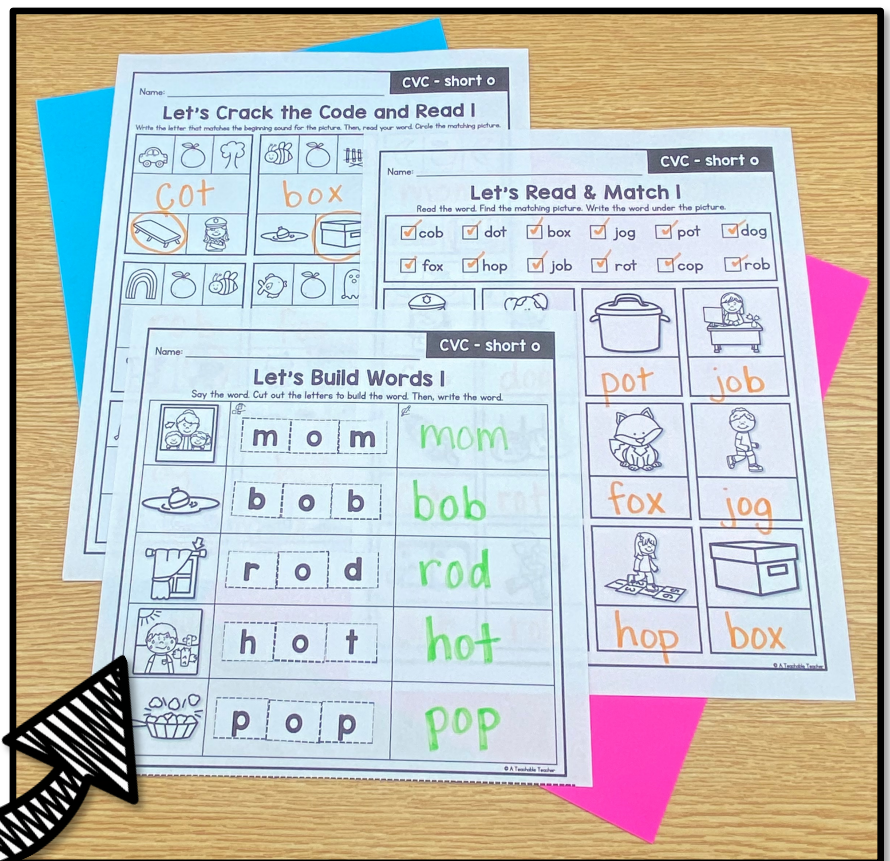 CVC - short o
Name:
Let's Crack the Code and Read 1
Write the letter that matches the beginning sound for the picture. Then, read your word. Circle the matching picture.
cot box
CVC - short o
Name:
Let's Read & Match 1
Read the word. Find the matching picture. Write the word under the picture.
cob dot box jog pot dog
fox hop job rot cop rob
pot job
fox jog
hop box
© A Teachable Teacher
CVC - short o
Name:
Let's Build Words 1
Say the word. Cut out the letters to build the word. Then, write the word.
m o m mom
b o b bob
r o d rod
h o t hot
p o p pop
© A Teachable Teacher